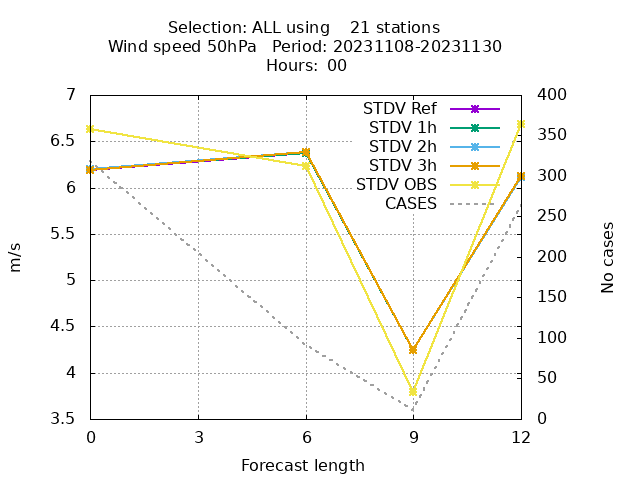 Selection: ALL using    21 stations
Wind speed 50hPa   Period: 20231108-20231130
Hours: 00
7
6.5
6
5.5
5
4.5
4
3.5
m/s
400
350
300
250
200
150
100
50
0
No cases
STDV Ref
STDV 1h
STDV 2h
STDV 3h
STDV OBS
CASES
0 3 6 9 12
Forecast length